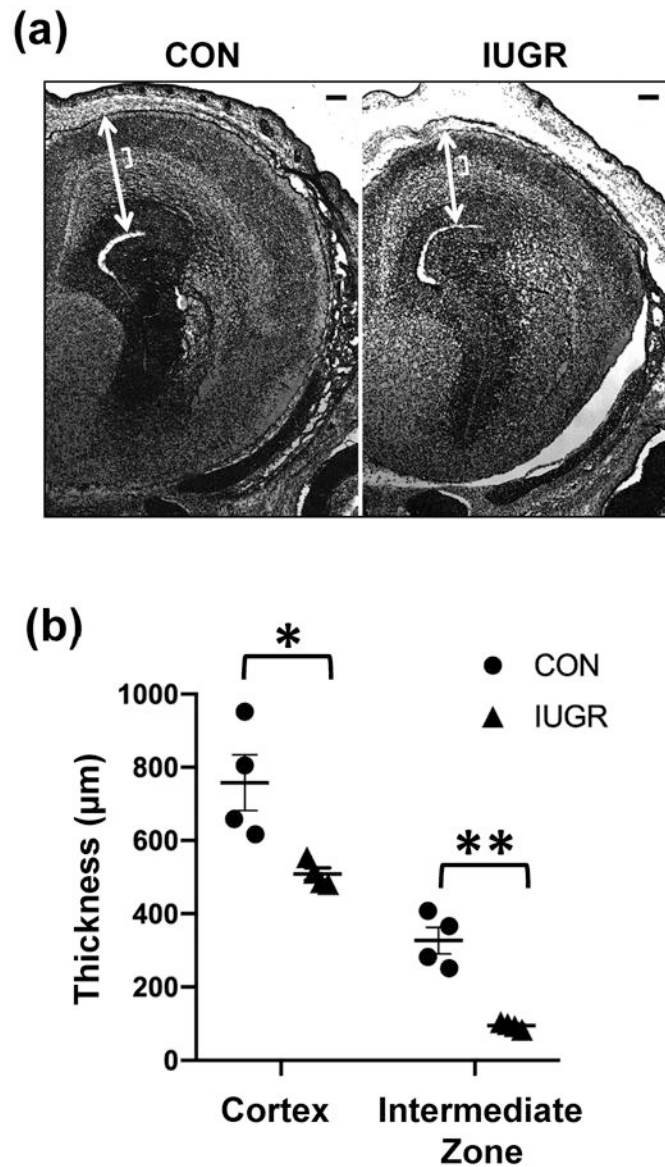 (a)
CON IUGR
(b)
* 
CON
IUGR
**
1000
800
600
400
200
0
Thickness (µm)
Cortex
Intermediate
Zone